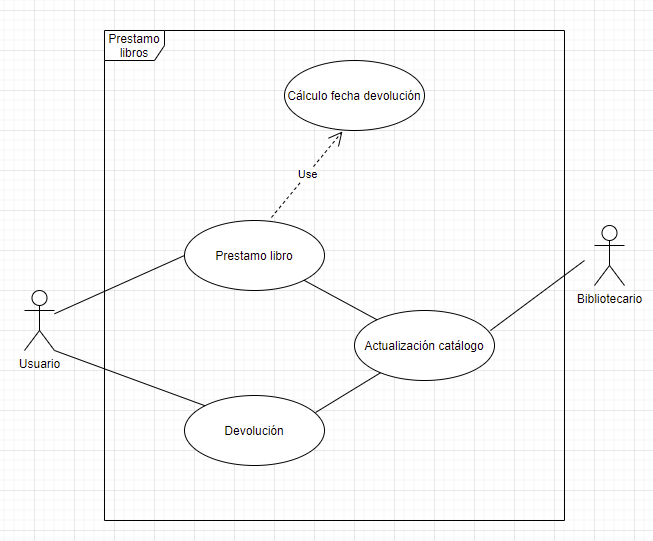 Prestamo
libros
Cálculo fecha devolución
Use
Prestamo libro
Bibliotecario
Actualización catálogo
Usuario
Devolución